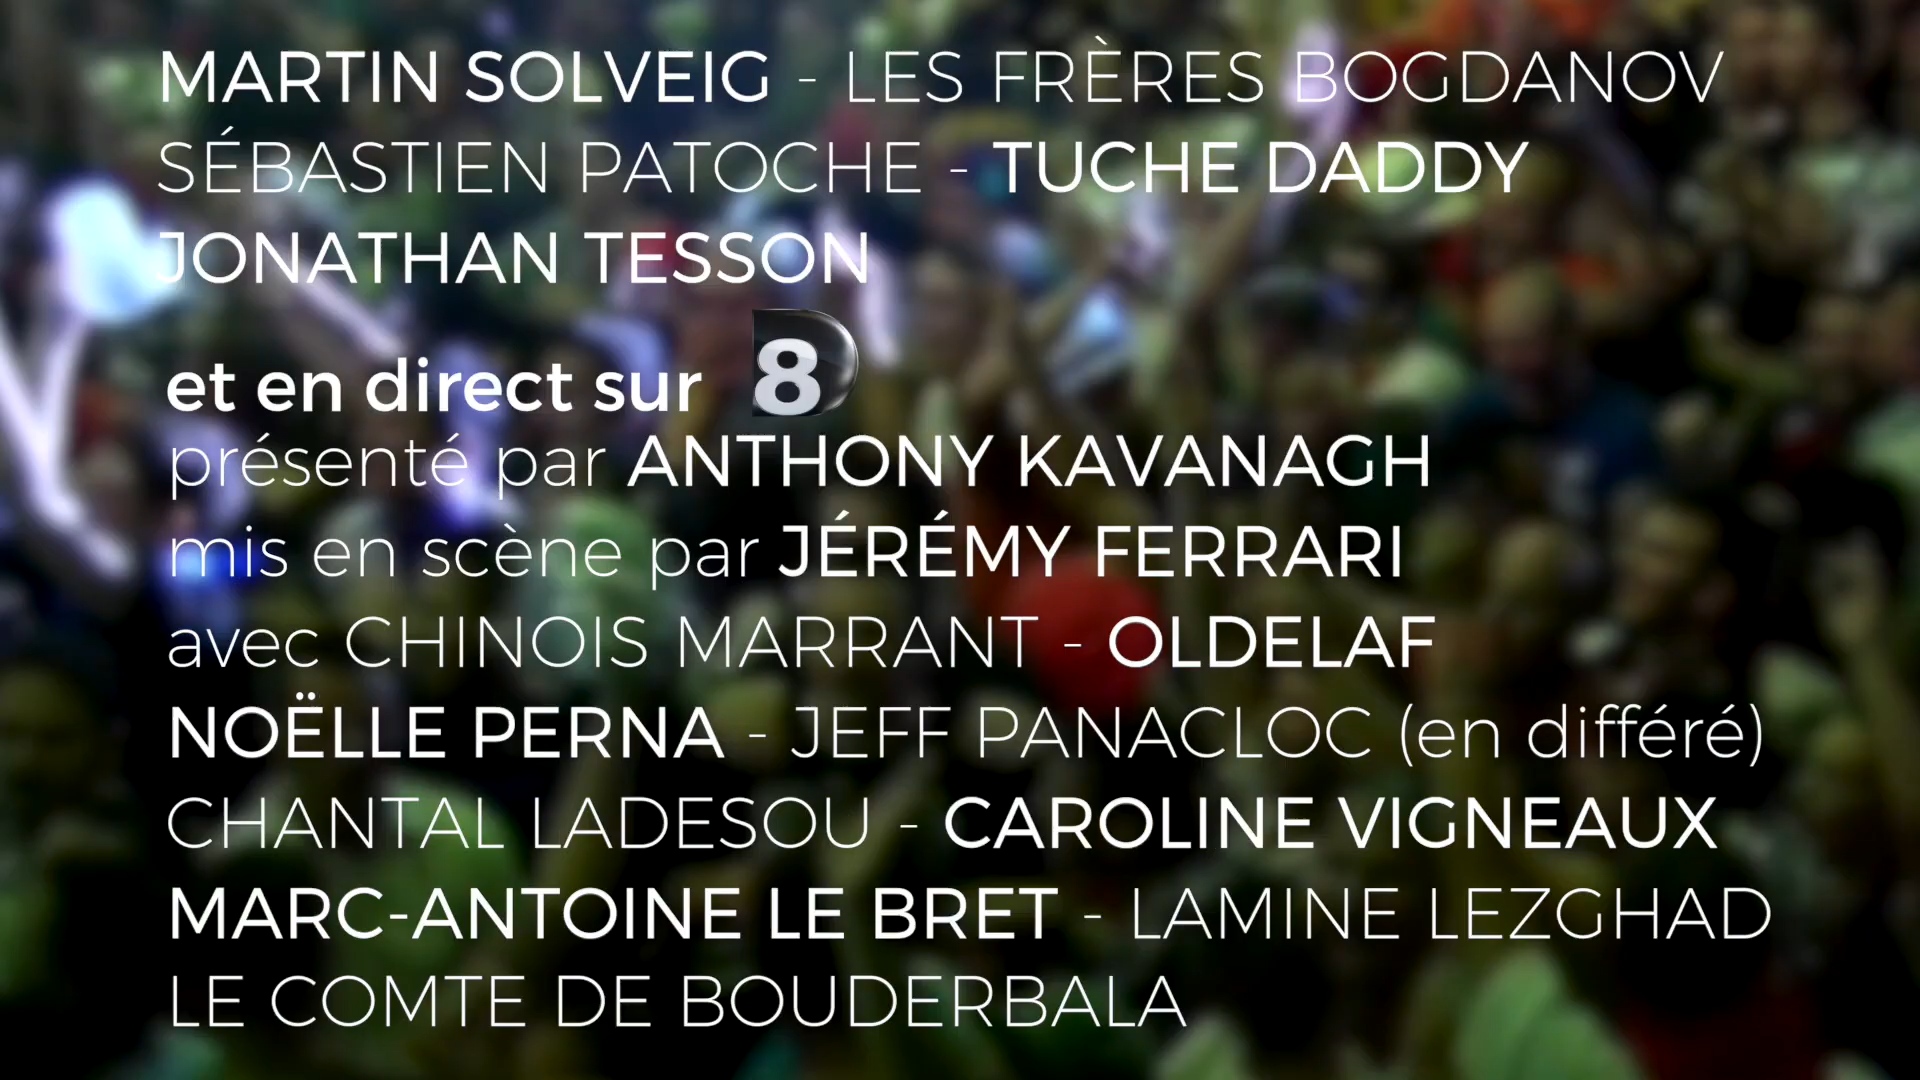 MARTIN SOLVEIG - LES FRÈRES BOGDANOV
SÉBASTIEN PATOCHE - TUCHE DADDY
JONATHAN TESSON
et en direct sur D8
présenté par ANTHONY KAVANAGH
mis en scène par JÉRÉMY FERRARI
avec CHINOIS MARRANT - OLDELAF
NOËLLE PERNA - JEFF PANACLOC (en différé)
CHANTAL LADESOU - CAROLINE VIGNEAUX
MARC-ANTOINE LE BRET - LAMINE LEZGHAD
LE COMTE DE BOUDERBALA